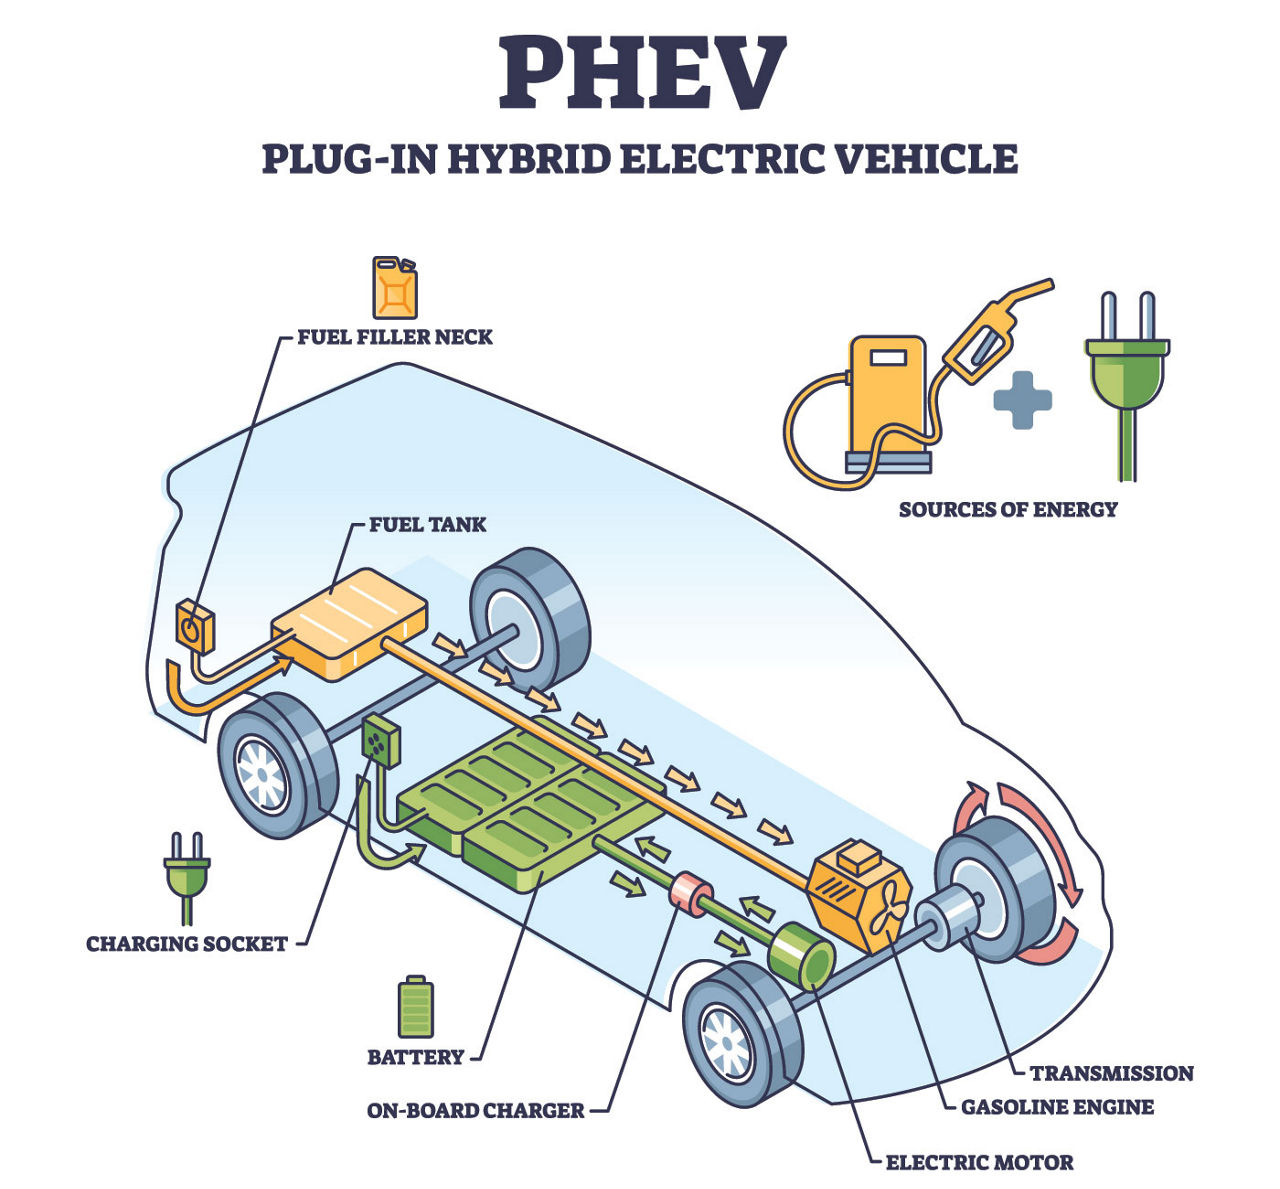 PHEV
PLUG-IN HYBRID ELECTRIC VEHICLE
FUEL FILLER NECK
SOURCES OF ENERGY
FUEL TANK
CHARGING SOCKET
BATTERY
TRANSMISSION
ON-BOARD CHARGER
GASOLINE ENGINE
ELECTRIC MOTOR